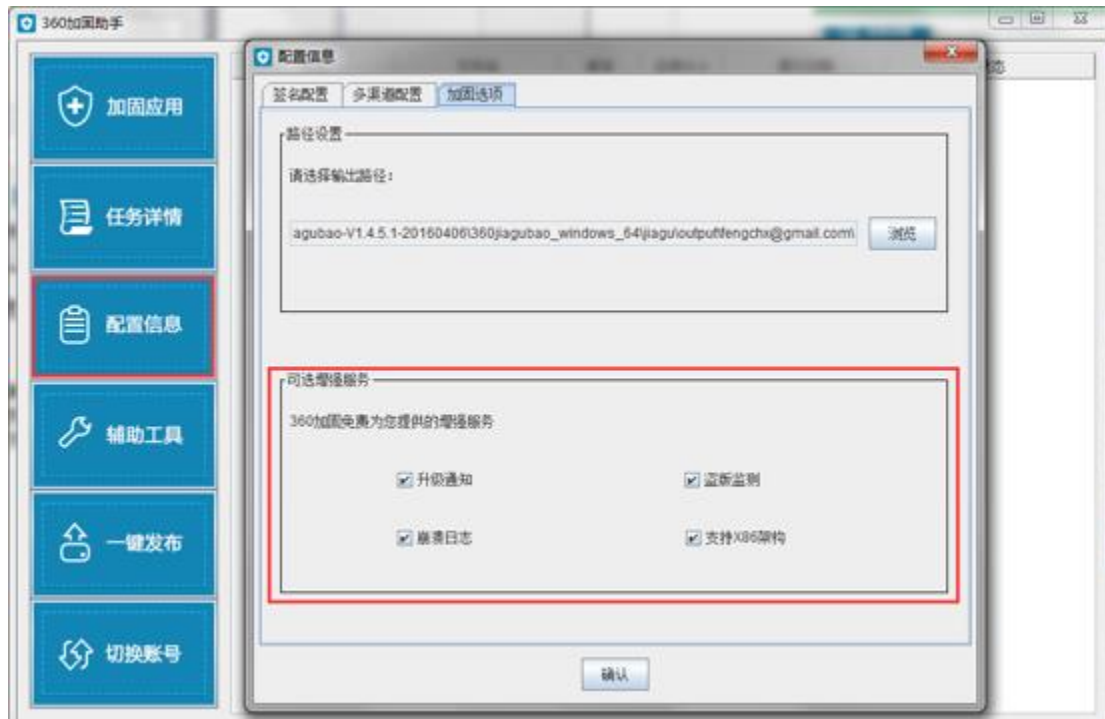 360加固助手
加固应用
任务详情
配置信息
辅助工具
一键发布
切换账号
配置信息
签名配置 多渠道配置 加固选项
路径设置
请选择输出路径：
agubao-V1.4.5.1-20160406\360jiagubao_windows_64\jiagu\output\fengchx@gmail.com\ 浏览
可选增强服务
360加固免费为您提供的增强服务
升级通知 盗版监测
崩溃日志 支持X86架构
确认